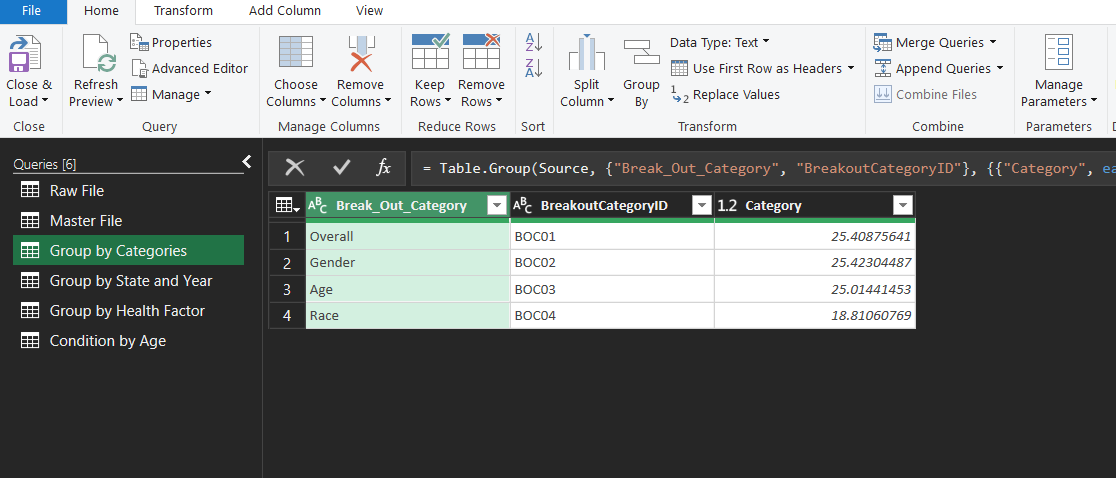 File Home Transform Add Column View
Close & Load
Refresh Preview
Properties
Advanced Editor
Manage
Choose Columns
Remove Columns
Keep Rows
Remove Rows
A Z
Z A
Split Column
Group By
Data Type: Text
Use First Row as Headers
1 2 Replace Values
Merge Queries
Append Queries
Combine Files
Manage Parameters
Close Query Manage Columns Reduce Rows Sort Transform Combine Parameters
Queries [6]
Raw File
Master File
Group by Categories
Group by State and Year
Group by Health Factor
Condition by Age
fx = Table.Group(Source, {"Break_Out_Category", "BreakoutCategoryID"}, {{"Category", ea
ABC Break_Out_Category ABC BreakoutCategoryID 1.2 Category
1 Overall BOC01 25.40875641
2 Gender BOC02 25.42304487
3 Age BOC03 25.01441453
4 Race BOC04 18.81060769